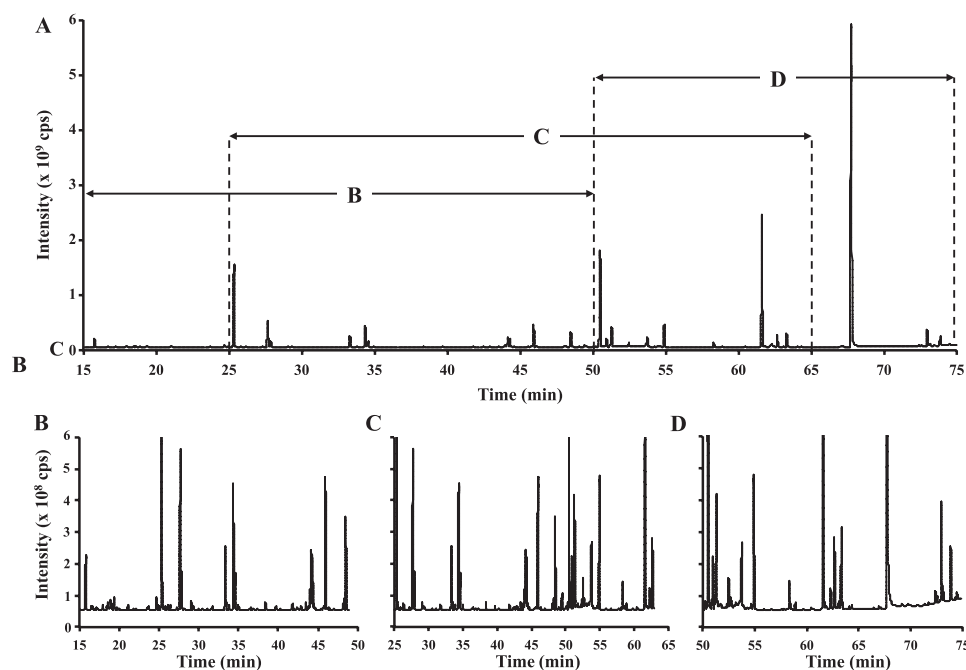 A
6
5
4
3
2
1
C 0
Intensity (x 10⁹ cps)
D
C
B
15 20 25 30 35 40 45 50 55 60 65 70 75
Time (min)
B
B
6
5
4
3
2
1
0
Intensity (x 10⁸ cps)
15 20 25 30 35 40 45 50
Time (min)
C
25 30 35 40 45 50 55 60 65
Time (min)
D
50 55 60 65 70 75
Time (min)